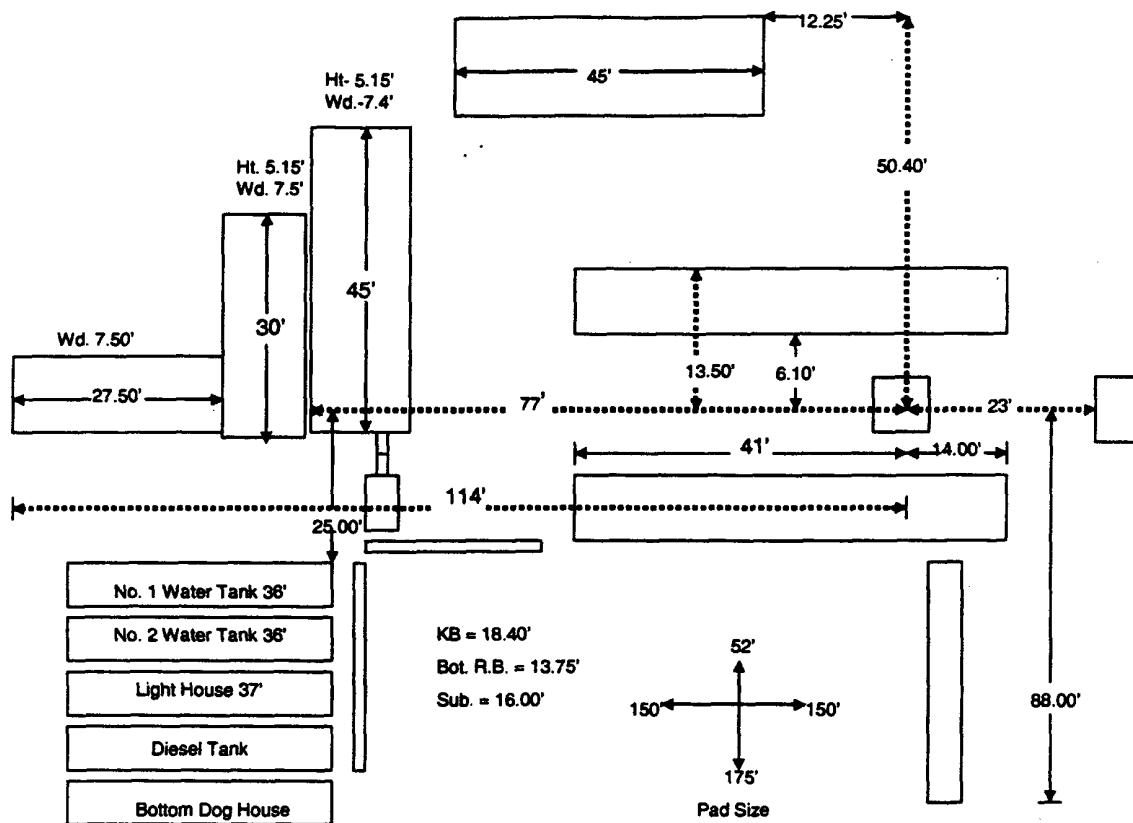 12.25'
45'
Ht- 5.15'
Wd.-7.4'
50.40'
Ht. 5.15'
Wd. 7.5'
45'
30'
Wd. 7.50'
13.50'
6.10'
27.50'
77'
23'
41'
14.00'
114'
25.00'
No. 1 Water Tank 36'
No. 2 Water Tank 36'
Light House 37'
Diesel Tank
Bottom Dog House
KB = 18.40'
Bot. R.B. = 13.75'
Sub. = 16.00'
52'
150'
150'
175'
Pad Size
88.00'